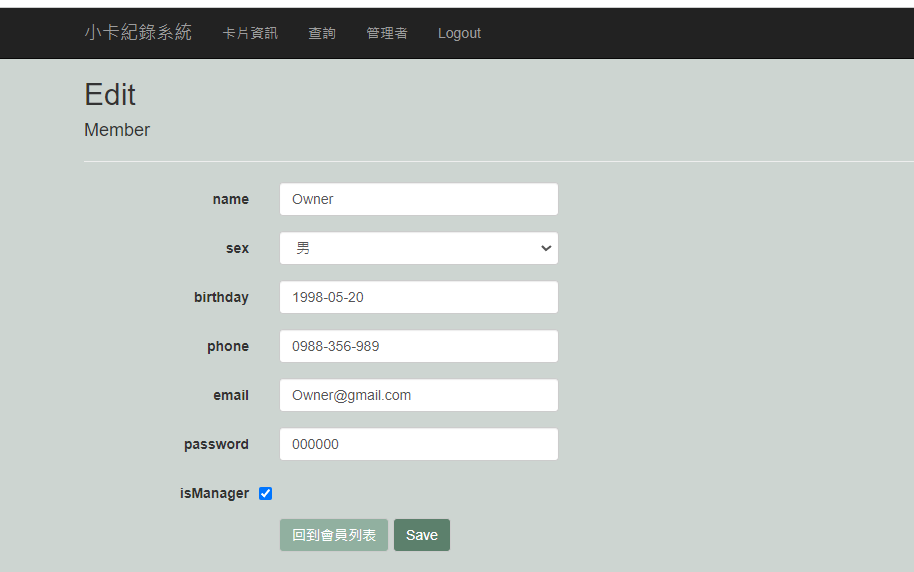 小卡紀錄系統 卡片資訊 查詢 管理者 Logout
Edit
Member
name Owner
sex 男
birthday 1998-05-20
phone 0988-356-989
email Owner@gmail.com
password 000000
isManager
回到會員列表 Save